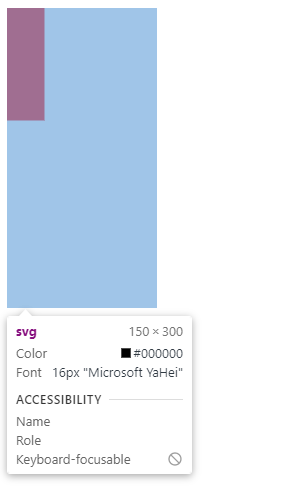 svg 150 × 300
Color #000000
Font 16px "Microsoft YaHei"
ACCESSIBILITY
Name
Role
Keyboard-focusable